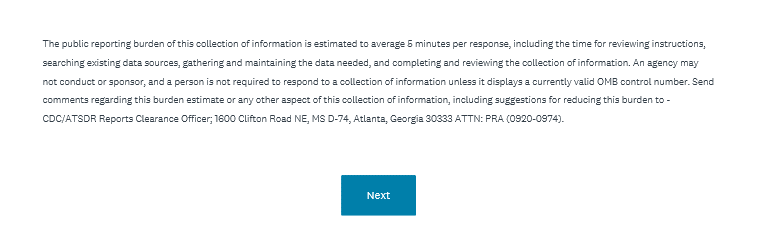 The public reporting burden of this collection of information is estimated to average 5 minutes per response, including the time for reviewing instructions,
searching existing data sources, gathering and maintaining the data needed, and completing and reviewing the collection of information. An agency may
not conduct or sponsor, and a person is not required to respond to a collection of information unless it displays a currently valid OMB control number. Send
comments regarding this burden estimate or any other aspect of this collection of information, including suggestions for reducing this burden to -
CDC/ATSDR Reports Clearance Officer; 1600 Clifton Road NE, MS D-74, Atlanta, Georgia 30333 ATTN: PRA (0920-0974).
Next